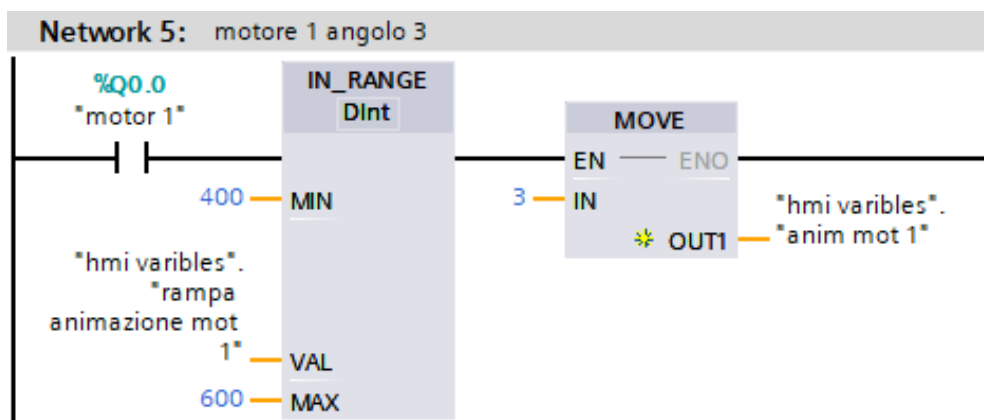 Network 5: motore 1 angolo 3
%Q0.0
"motor 1"
IN_RANGE
DInt
400
MIN
"hmi varibles".
"rampa
animazione mot
1"
VAL
600
MAX
MOVE
EN
ENO
3
IN
OUT1
"hmi varibles".
"anim mot 1"